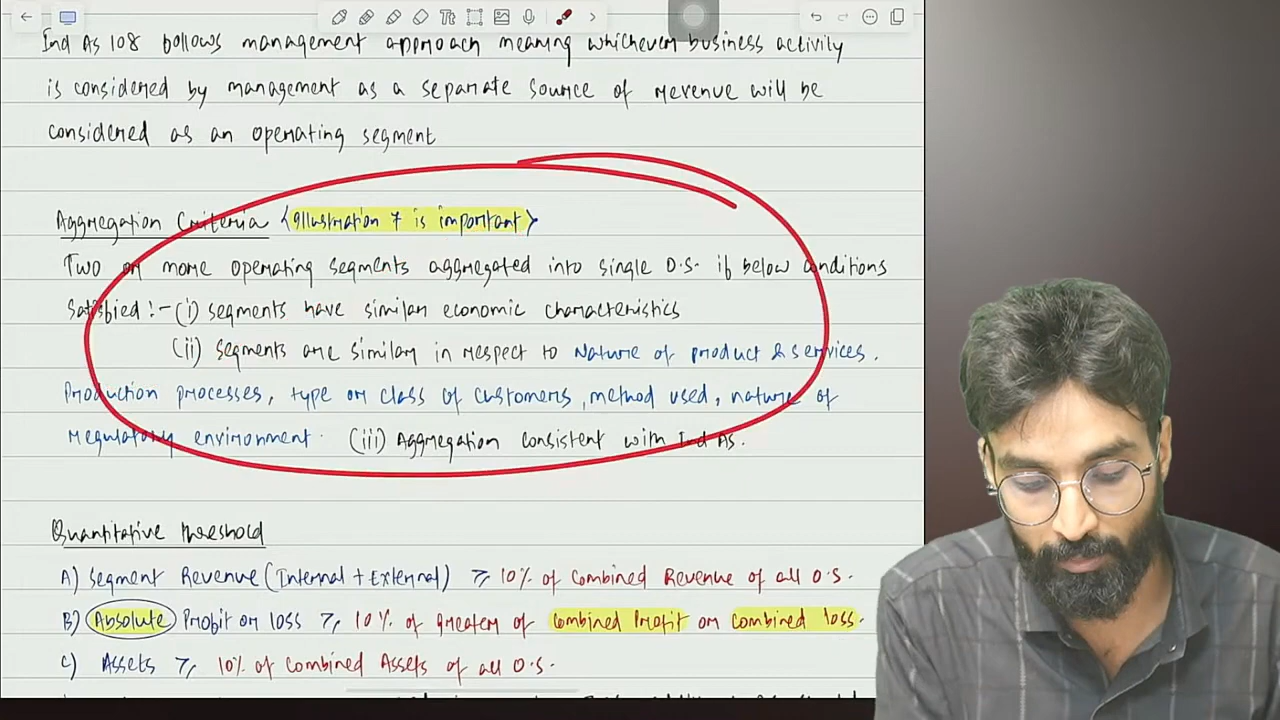 Ind As 108 follows management approach meaning whichever business activity
is considered by management as a separate source of revenue will be
considered as an operating segment
Aggregation Criteria {Illustration 7 is important}
Two or more operating segments aggregated into single O.S. if below conditions
Satisfied :- (i) segments have similar economic characteristics
(ii) segments are similar in respect to Nature of product & services.
Production processes, type or class of customers, method used, nature of
regulatory environment. (iii) Aggregation consistent with Ind As.
Quantitative threshold
A) Segment Revenue (Internal + External) ≥ 10% of Combined Revenue of all O.S.
B) Absolute Profit or loss ≥ 10% of greater of combined Profit or combined loss.
C) Assets ≥ 10% of combined Assets of all O.S.